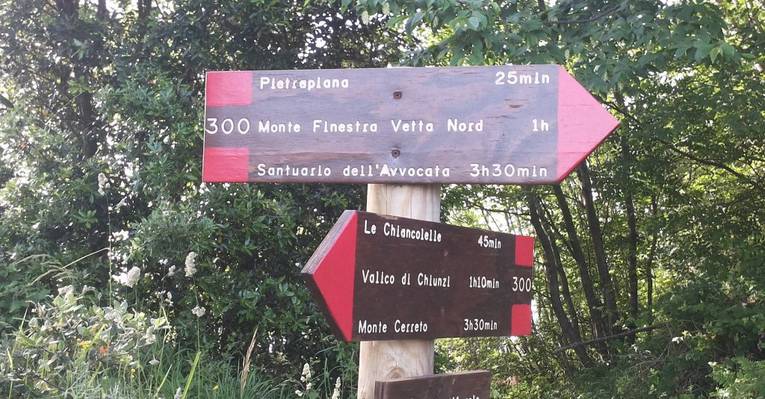 Pietrepiana 25min
300 Monte Finestra Vetta Nord 1h
Santuario dell'Avvocata 3h30min
Le Chiancolelle 45min
Valico di Chiunzi 1h10min 300
Monte Cerreto 3h30min